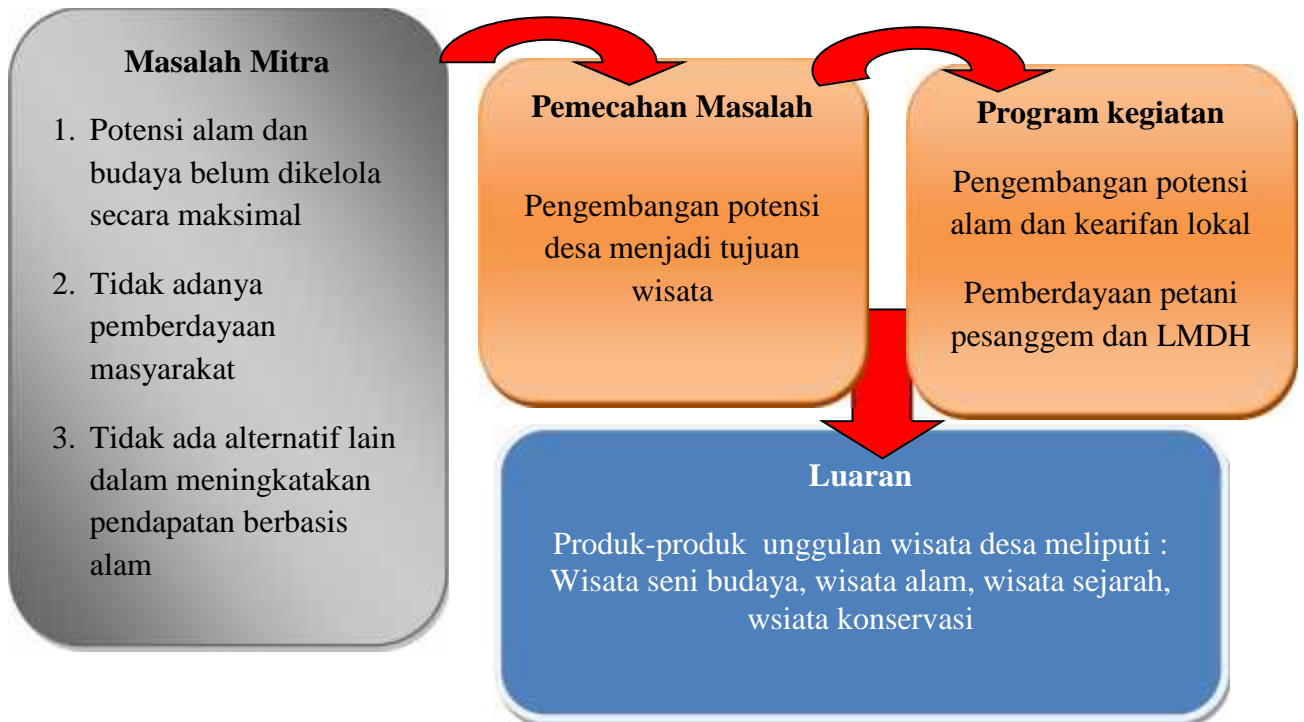 Masalah Mitra
1. Potensi alam dan
budaya belum dikelola
secara maksimal
2. Tidak adanya
pemberdayaan
masyarakat
3. Tidak ada alternatif lain
dalam meningkatakan
pendapatan berbasis
alam
Pemecahan Masalah
Pengembangan potensi
desa menjadi tujuan
wisata
Program kegiatan
Pengembangan potensi
alam dan kearifan lokal
Pemberdayaan petani
pesanggem dan LMDH
Luaran
Produk-produk unggulan wisata desa meliputi :
Wisata seni budaya, wisata alam, wisata sejarah,
wsiata konservasi